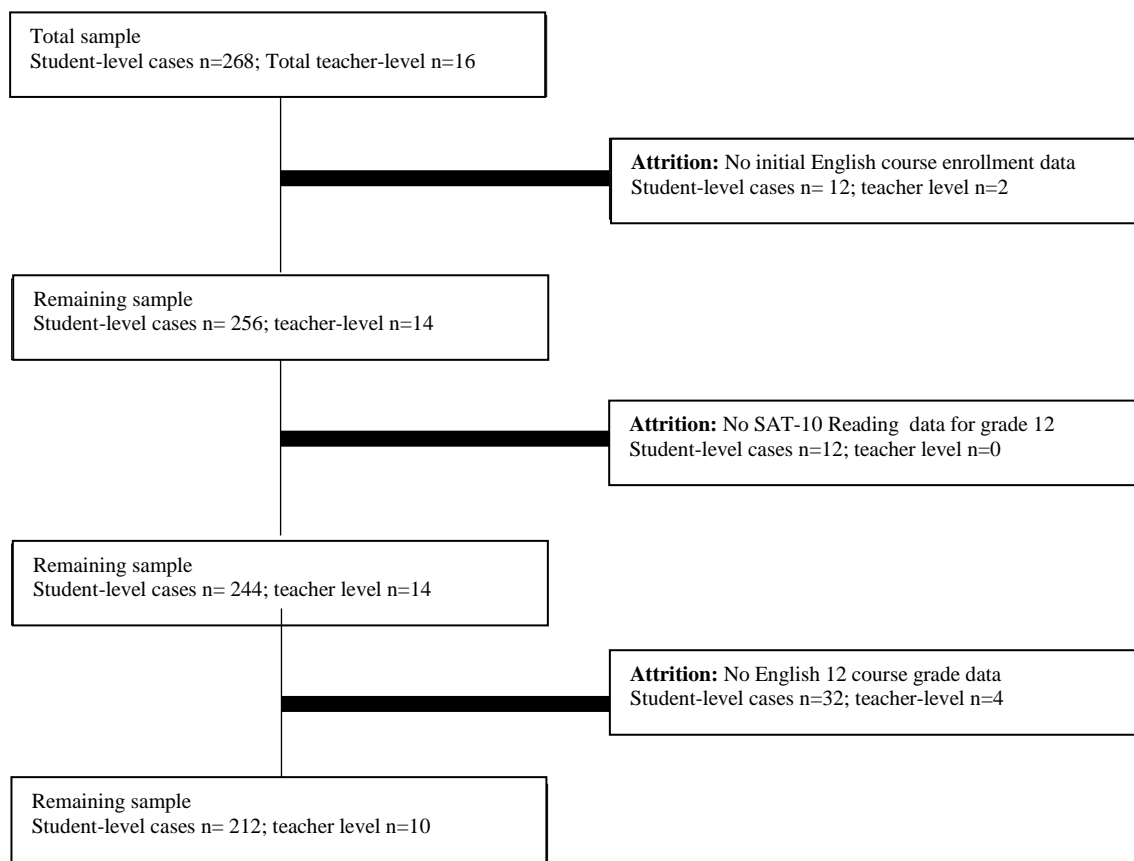 Total sample
Student-level cases n=268; Total teacher-level n=16
Attrition: No initial English course enrollment data
Student-level cases n= 12; teacher level n=2
Remaining sample
Student-level cases n= 256; teacher-level n=14
Attrition: No SAT-10 Reading  data for grade 12
Student-level cases n=12; teacher level n=0
Remaining sample
Student-level cases n= 244; teacher level n=14
Attrition: No English 12 course grade data
Student-level cases n=32; teacher-level n=4
Remaining sample
Student-level cases n= 212; teacher level n=10